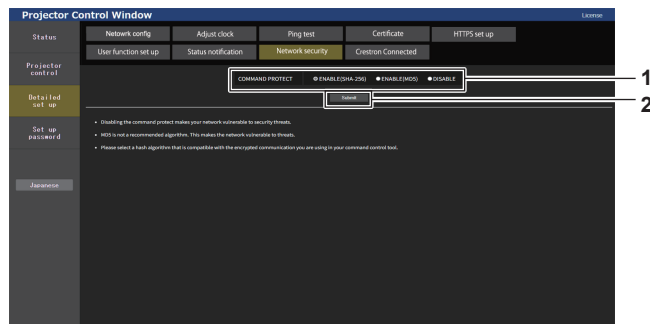 Projector Control Window
License
Status
Netowrk config
Adjust clock
Ping test
Certificate
HTTPS set up
User function set up
Status notification
Network security
Crestron Connected
Projector
control
COMMAND PROTECT ENABLE(SHA-256) ENABLE(MD5) DISABLE
1
Submit
2
Detailed
set up
Disabling the command protect makes your network vulnerable to security threats.
MD5 is not a recommended algorithm. This makes the network vulnerable to threats.
Please select a hash algorithm that is compatible with the encrypted communication you are using in your command control tool.
Set up
password
Japanese